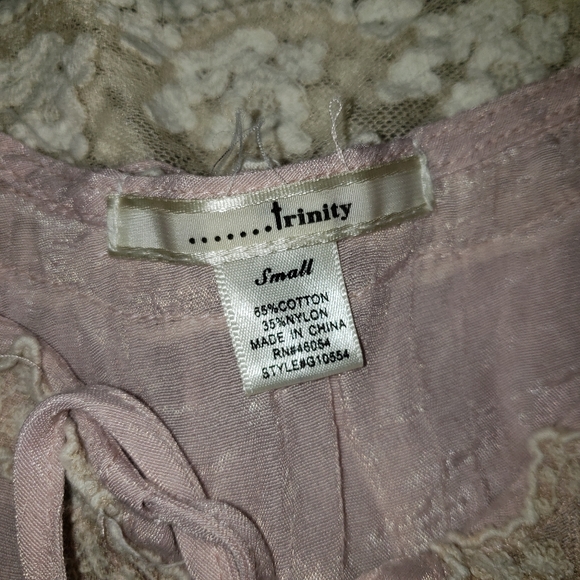 .......trinity
Small
65%COTTON
35%NYLON
MADE IN CHINA
RN#46054
STYLE#G10554